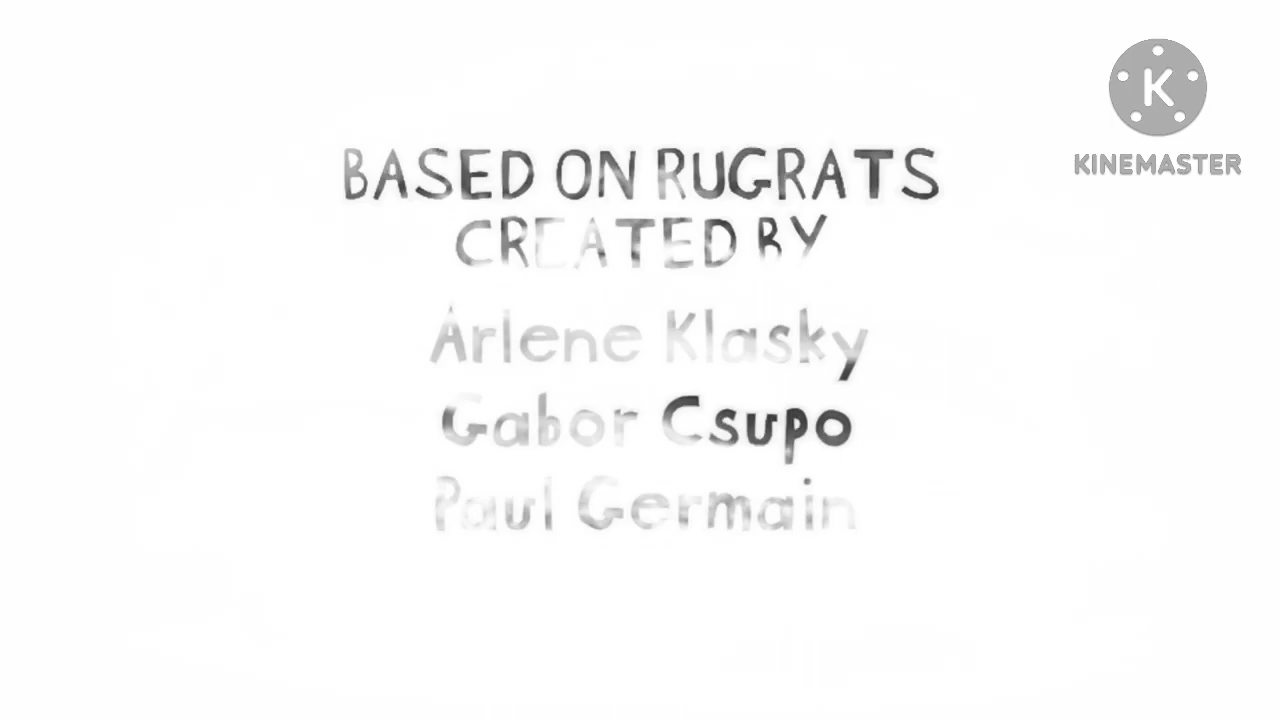 BASED ON RUGRATS
CREATED BY
Arlene Klasky
Gabor Csupo
Paul Germain
K
KINEMASTER